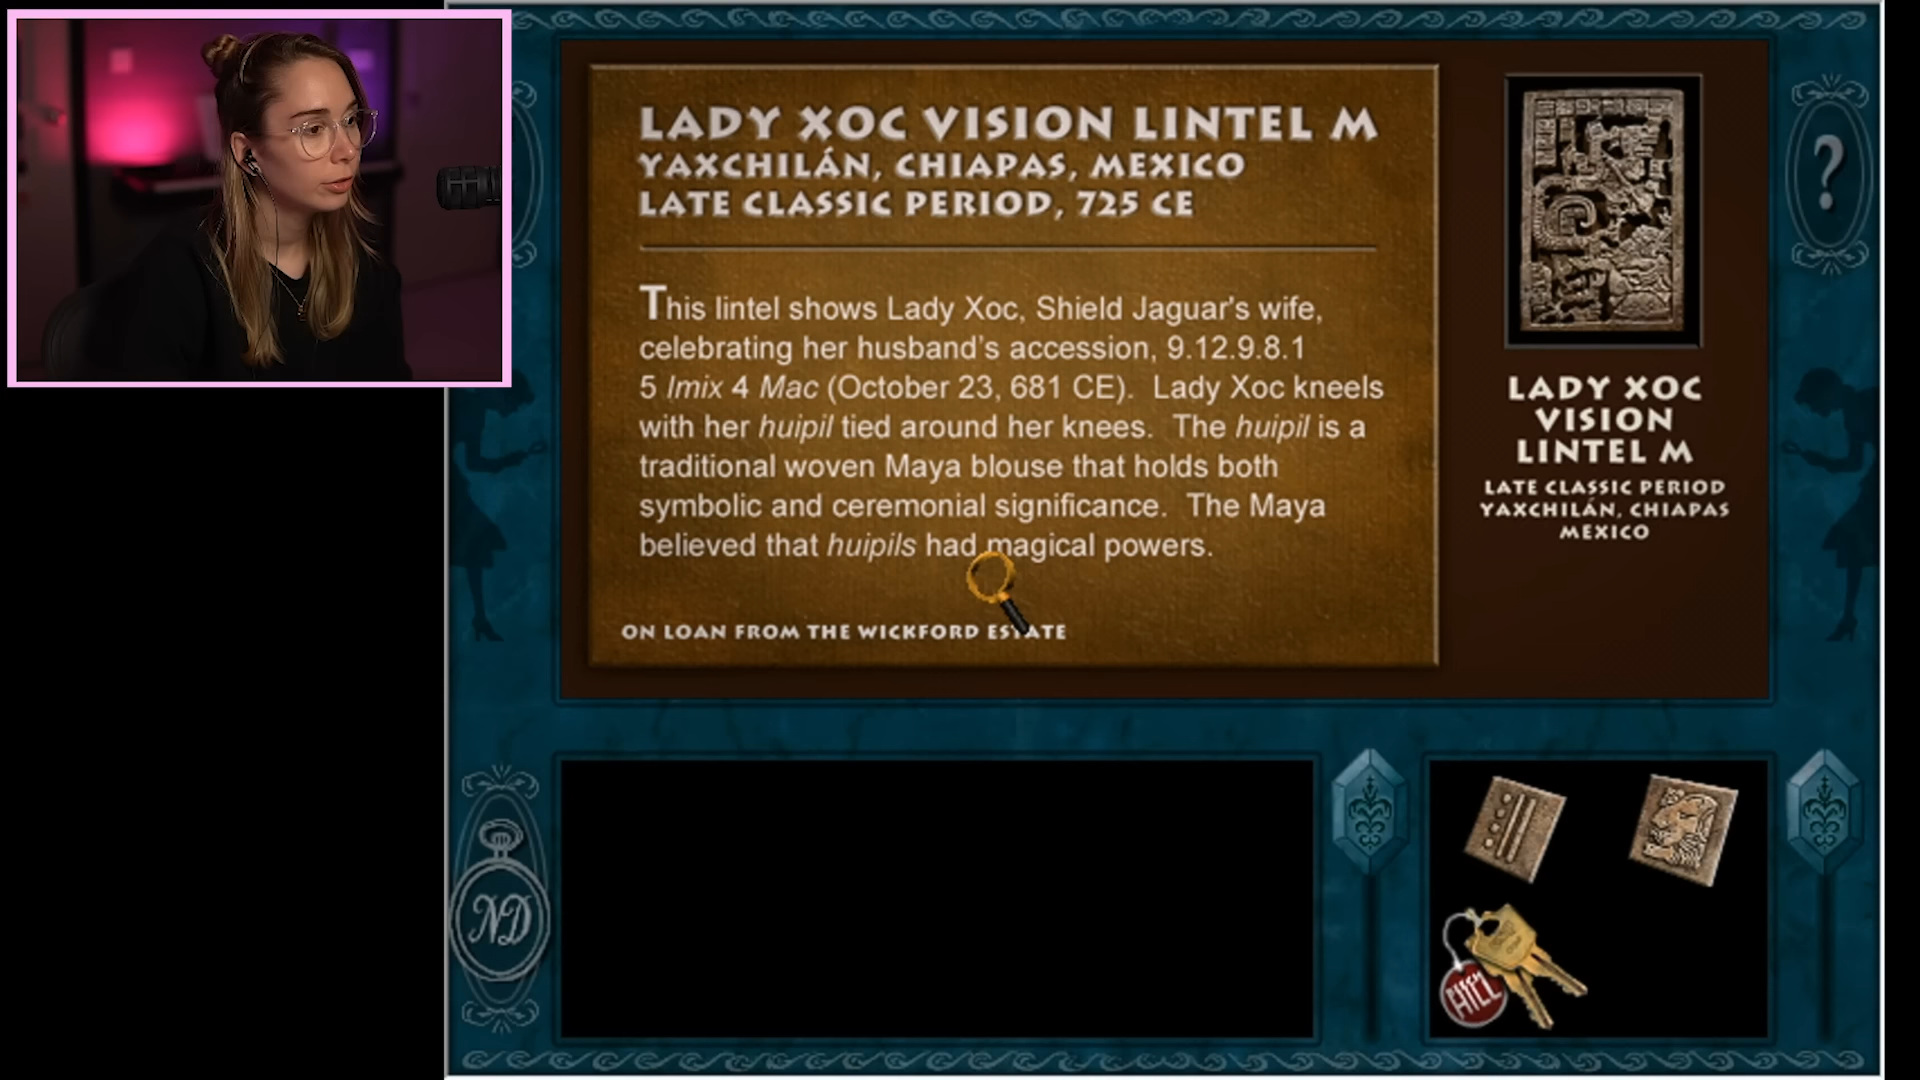 LADY XOC VISION LINTEL M
YAXCHILÁN, CHIAPAS, MEXICO
LATE CLASSIC PERIOD, 725 CE
This lintel shows Lady Xoc, Shield Jaguar's wife,
celebrating her husband's accession, 9.12.9.8.1
5 Imix 4 Mac (October 23, 681 CE). Lady Xoc kneels
with her huipil tied around her knees. The huipil is a
traditional woven Maya blouse that holds both
symbolic and ceremonial significance. The Maya
believed that huipils had magical powers.
ON LOAN FROM THE WICKFORD ESTATE
LADY XOC
VISION
LINTEL M
LATE CLASSIC PERIOD
YAXCHILÁN, CHIAPAS
MEXICO
?
ND